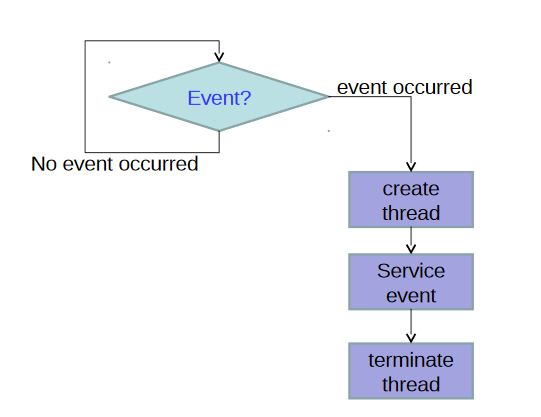 event occurred
Event?
No event occurred
create
thread
Service
event
terminate
thread